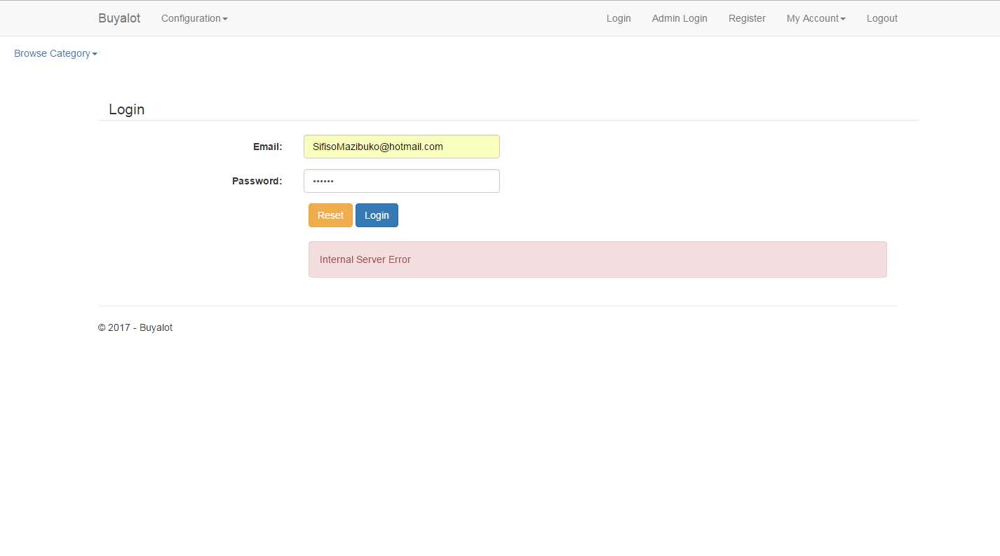 Buyalot Configuration Login Admin Login Register My Account Logout
Browse Category
Login
Email: SifisoMazibuko@hotmail.com
Password: ••••••
Reset Login
Internal Server Error
© 2017 - Buyalot